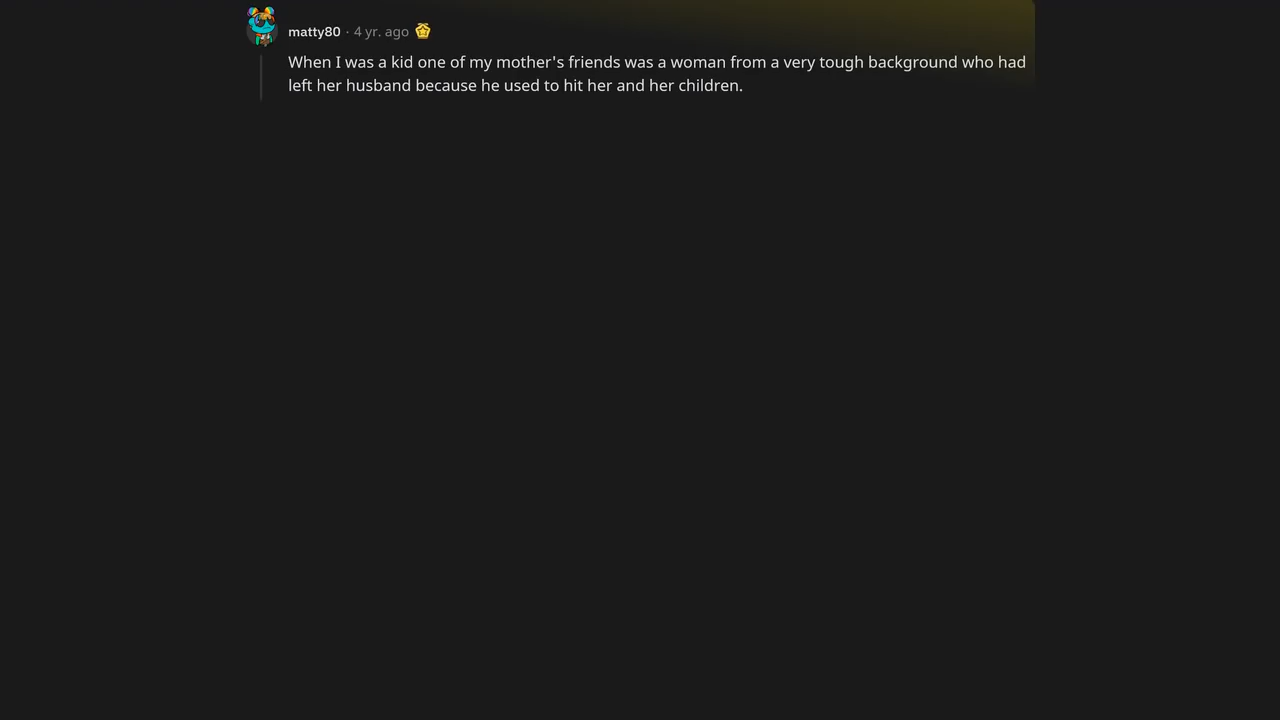 matty80 · 4 yr. ago
When I was a kid one of my mother's friends was a woman from a very tough background who had
left her husband because he used to hit her and her children.